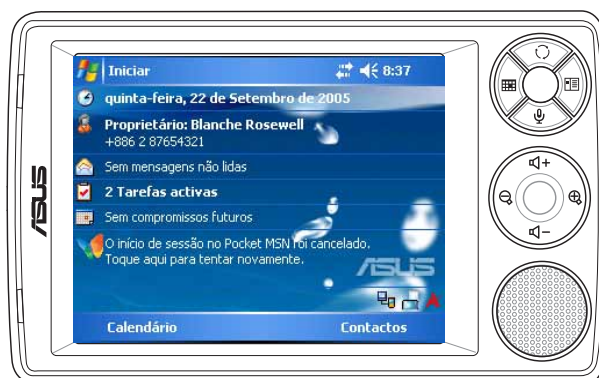 Iniciar 8:37
quinta-feira, 22 de Setembro de 2005
Proprietário: Blanche Rosewell
+886 2 87654321
Sem mensagens não lidas
2 Tarefas activas
Sem compromissos futuros
O início de sessão no Pocket MSN foi cancelado.
Toque aqui para tentar novamente.
ASUS
A
Calendário Contactos
ASUS
+
-